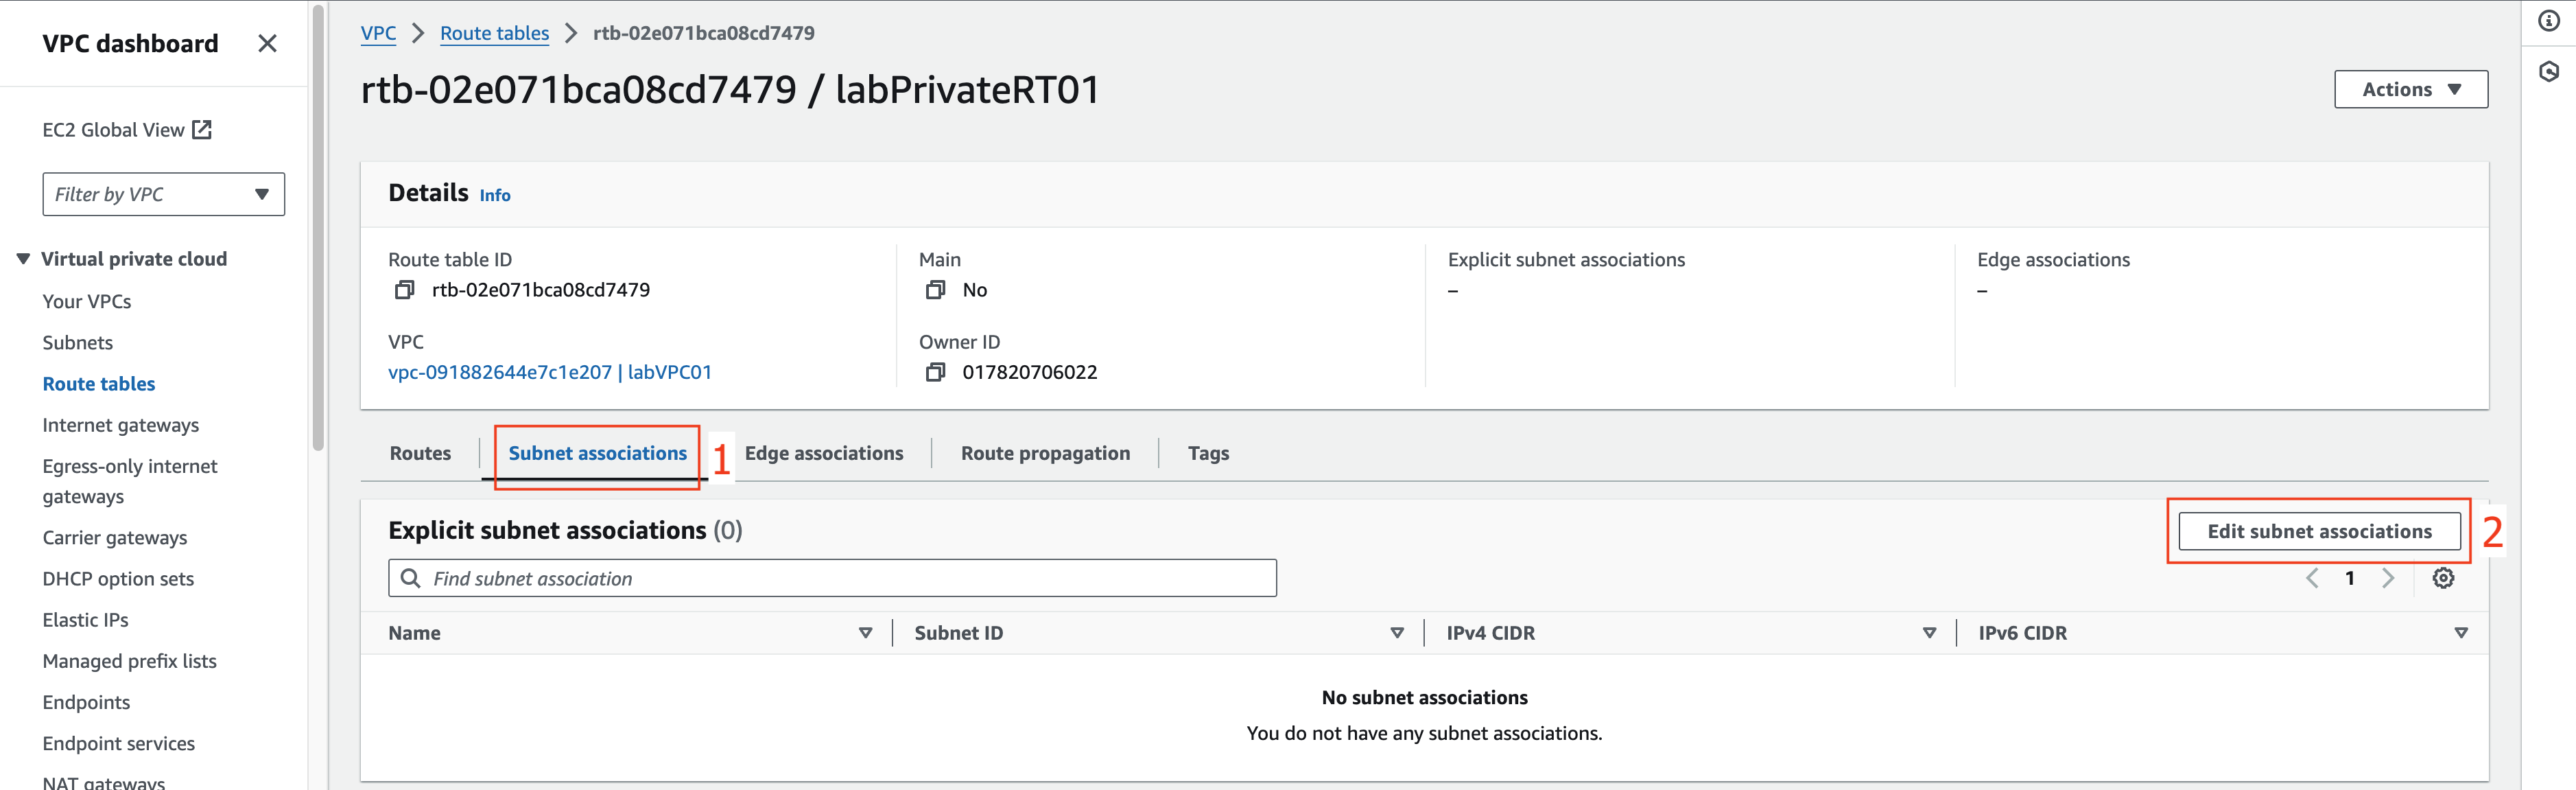 VPC dashboard
EC2 Global View
Filter by VPC
Virtual private cloud
Your VPCs
Subnets
Route tables
Internet gateways
Egress-only internet
gateways
Carrier gateways
DHCP option sets
Elastic IPs
Managed prefix lists
Endpoints
Endpoint services
NAT gateways
VPC > Route tables > rtb-02e071bca08cd7479
rtb-02e071bca08cd7479 / labPrivateRT01
Actions
Details Info
Route table ID
rtb-02e071bca08cd7479
Main
No
Explicit subnet associations
–
Edge associations
–
VPC
vpc-091882644e7c1e207 | labVPC01
Owner ID
017820706022
Routes Subnet associations 1 Edge associations Route propagation Tags
Explicit subnet associations (0)
Edit subnet associations 2
Find subnet association
1
Name Subnet ID IPv4 CIDR IPv6 CIDR
No subnet associations
You do not have any subnet associations.